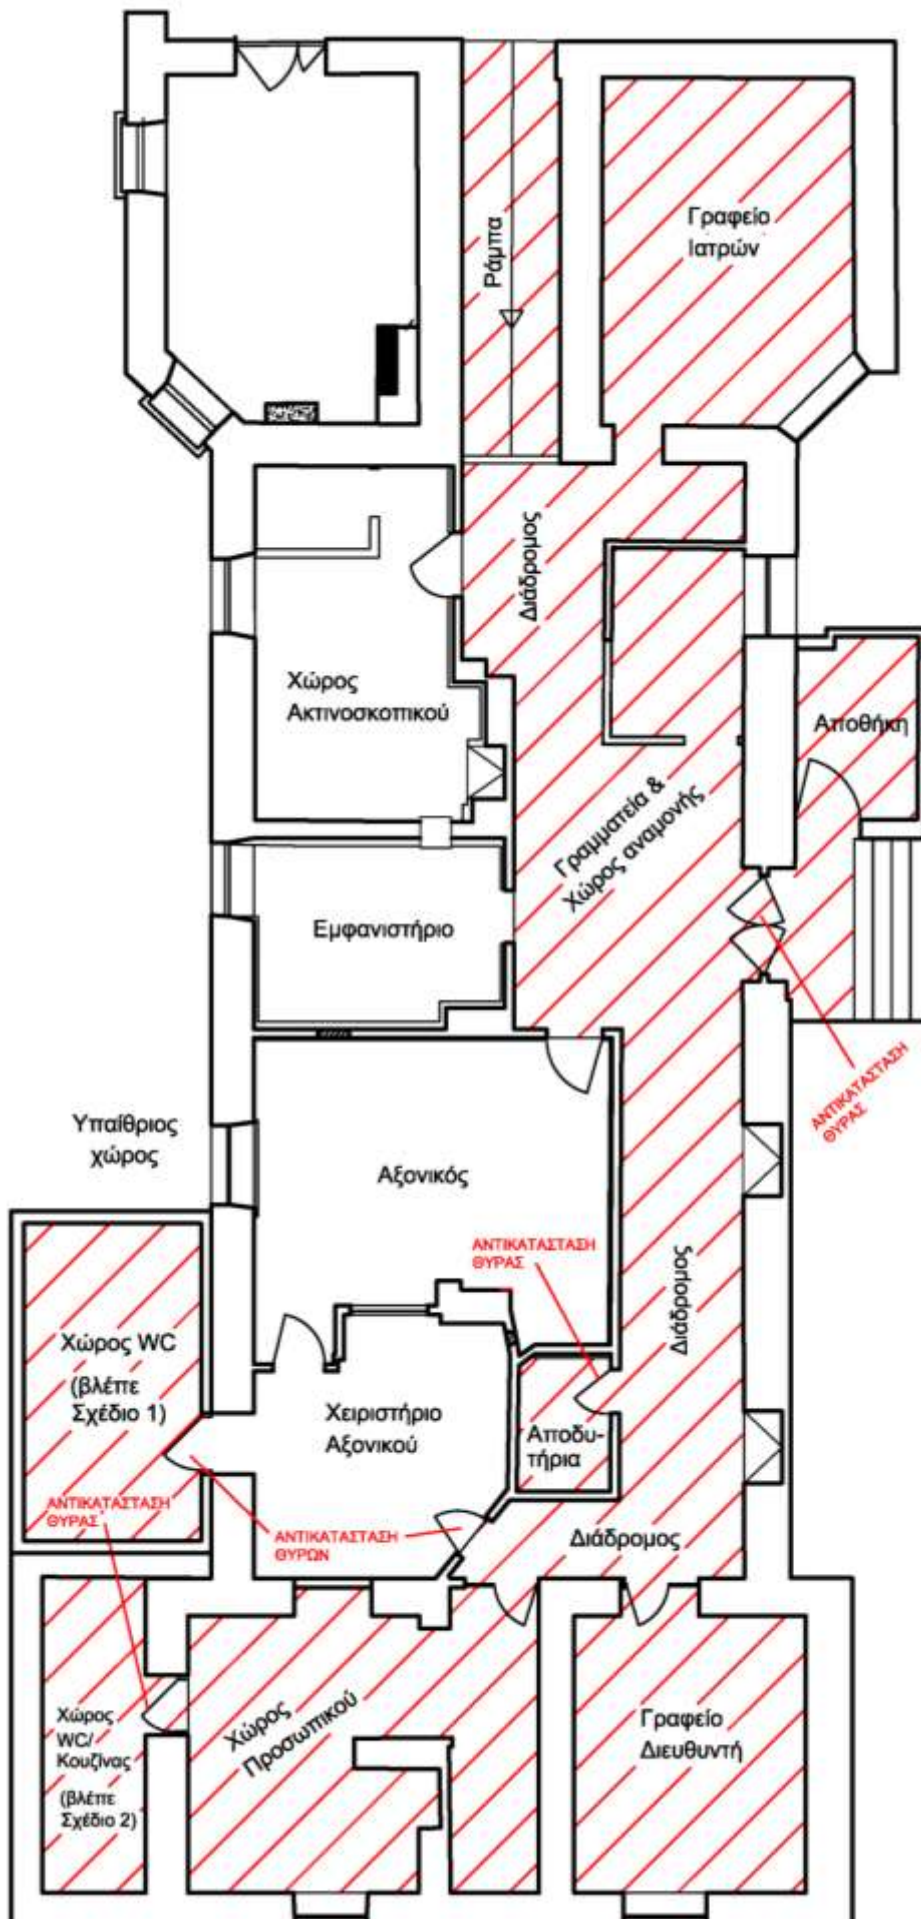 Γραφείο
Ιατρών
Ράμπα
Διάδρομος
Χώρος
Ακτινοσκοπικού
Αποθήκη
Γραμματεία &
Χώρος αναμονής
Εμφανιστήριο
ΑΝΤΙΚΑΤΑΣΤΑΣΗ
ΘΥΡΑΣ
Υπαίθριος
χώρος
Αξονικός
ΑΝΤΙΚΑΤΑΣΤΑΣΗ
ΘΥΡΑΣ
Διάδρομος
Χώρος WC
(βλέπε
Σχέδιο 1)
Χειριστήριο
Αξονικού
Αποδυ-
τήρια
ΑΝΤΙΚΑΤΑΣΤΑΣΗ
ΘΥΡΑΣ
ΑΝΤΙΚΑΤΑΣΤΑΣΗ
ΘΥΡΩΝ
Διάδρομος
Χώρος
WC/
Κουζίνας
(βλέπε
Σχέδιο 2)
Χώρος
Προσωπικού
Γραφείο
Διευθυντή